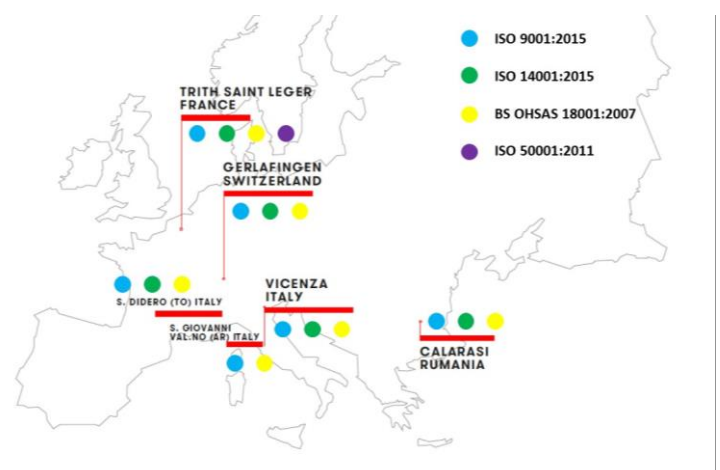 ISO 9001:2015
ISO 14001:2015
BS OHSAS 18001:2007
ISO 50001:2011
TRITH SAINT LEGER
FRANCE
GERLAFINGEN
SWITZERLAND
VICENZA
ITALY
S. DIDERO (TO) ITALY
S. GIOVANNI
VAL:NO (AR) ITALY
CALARASI
RUMANIA